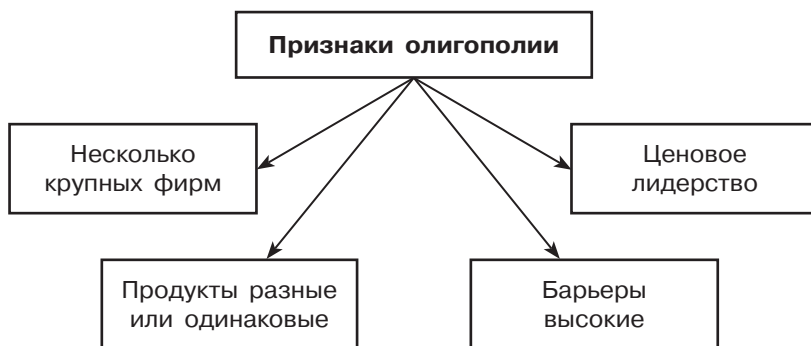 Признаки олигополии
Несколько
крупных фирм
Ценовое
лидерство
Продукты разные
или одинаковые
Барьеры
высокие